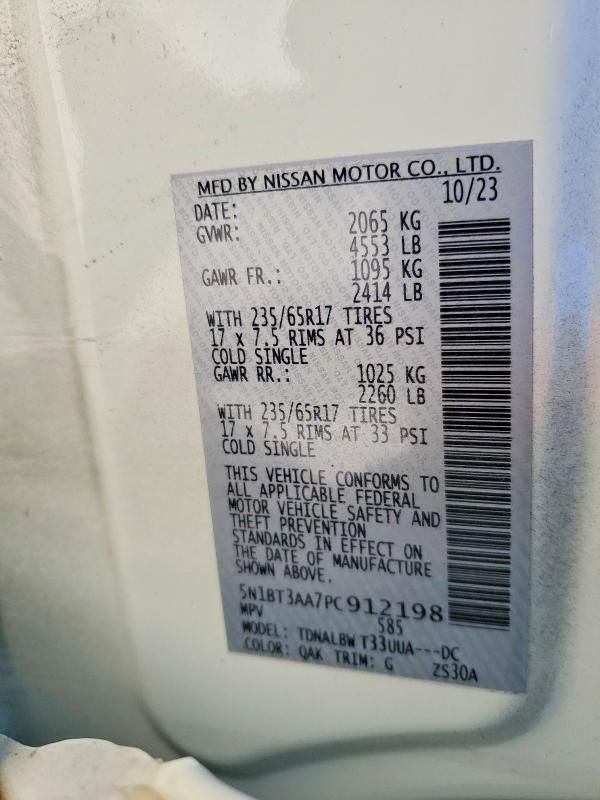 MFD BY NISSAN MOTOR CO., LTD.
DATE: 10/23
GVWR: 2065 KG
4553 LB
GAWR FR.: 1095 KG
2414 LB
WITH 235/65R17 TIRES
17 x 7.5 RIMS AT 36 PSI
COLD SINGLE
GAWR RR.: 1025 KG
2260 LB
WITH 235/65R17 TIRES
17 x 7.5 RIMS AT 33 PSI
COLD SINGLE
THIS VEHICLE CONFORMS TO
ALL APPLICABLE FEDERAL
MOTOR VEHICLE SAFETY AND
THEFT PREVENTION
STANDARDS IN EFFECT ON
THE DATE OF MANUFACTURE
SHOWN ABOVE.
5N1BT3AA7PC912198
MPV 585
MODEL: TDNALBW T33UUA---DC
COLOR: QAK TRIM: G ZS30A